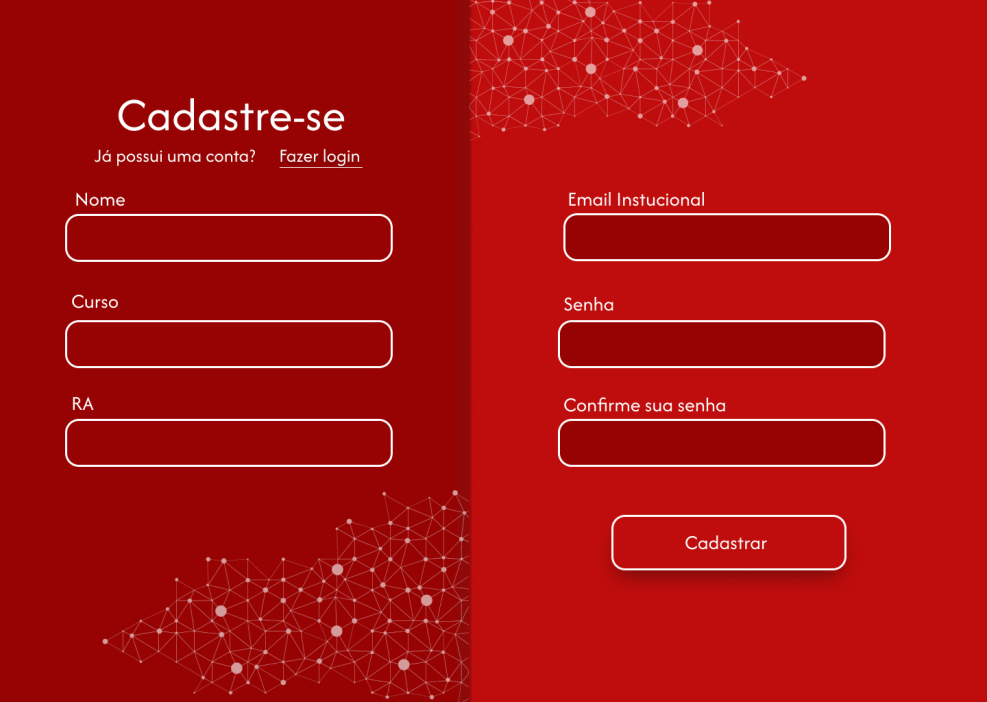 Cadastre-se
Já possui uma conta? Fazer login
Nome
Curso
RA
Email Instucional
Senha
Confirme sua senha
Cadastrar